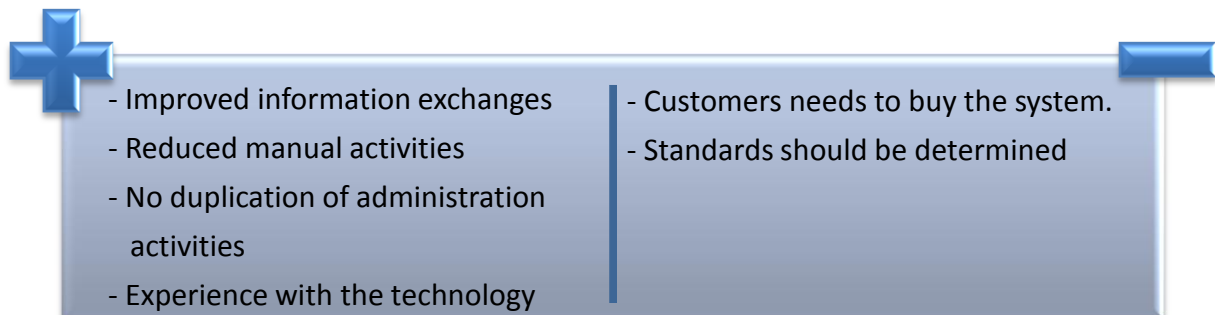 - Improved information exchanges
- Reduced manual activities
- No duplication of administration
activities
- Experience with the technology
- Customers needs to buy the system.
- Standards should be determined